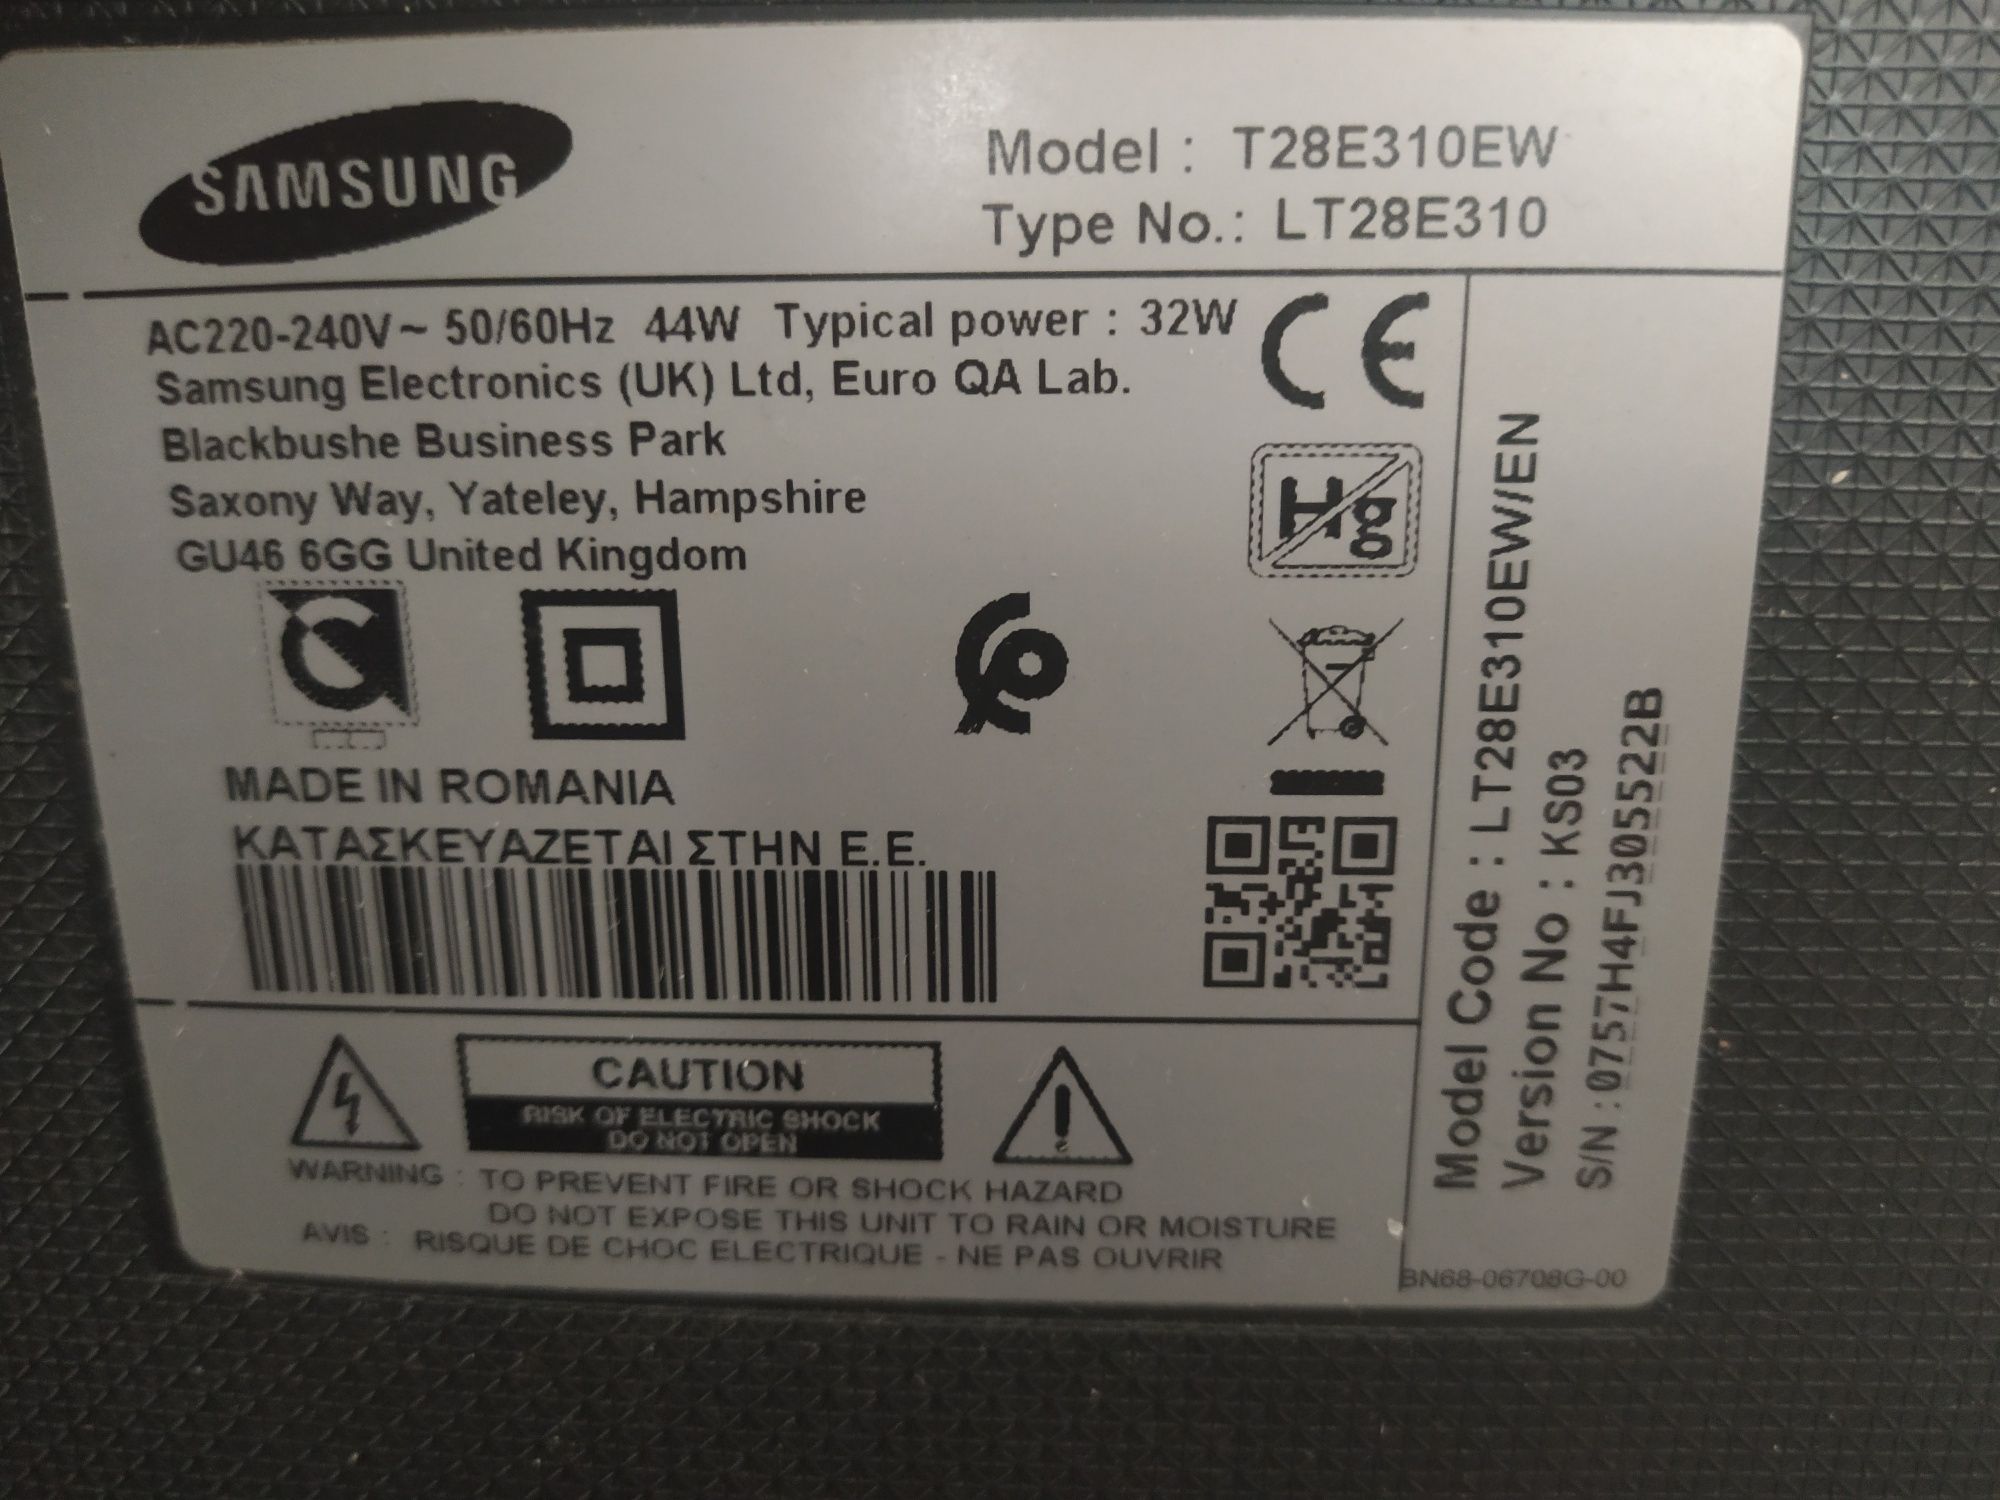 SAMSUNG
Model : T28E310EW
Type No.: LT28E310
AC220-240V~ 50/60Hz 44W Typical power : 32W
Samsung Electronics (UK) Ltd, Euro QA Lab.
Blackbushe Business Park
Saxony Way, Yateley, Hampshire
GU46 6GG United Kingdom
CE
Hg
MADE IN ROMANIA
ΚΑΤΑΣΚΕΥΑΖΕΤΑΙ ΣΤΗΝ Ε.Ε.
CAUTION
RISK OF ELECTRIC SHOCK
DO NOT OPEN
WARNING : TO PREVENT FIRE OR SHOCK HAZARD
DO NOT EXPOSE THIS UNIT TO RAIN OR MOISTURE
AVIS : RISQUE DE CHOC ELECTRIQUE - NE PAS OUVRIR
Model Code : LT28E310EW/EN
Version No : KS03
S/N : 0757H4FJ305522B
BN68-06708G-00